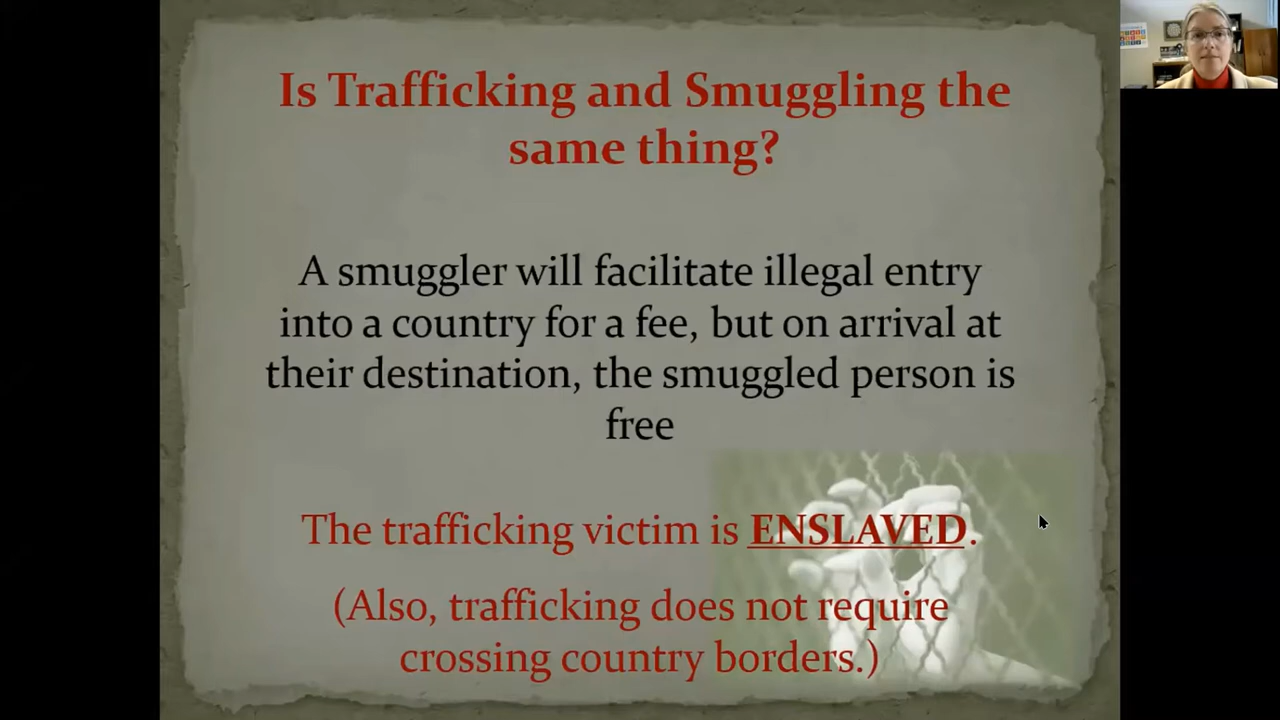 Is Trafficking and Smuggling the
same thing?
A smuggler will facilitate illegal entry
into a country for a fee, but on arrival at
their destination, the smuggled person is
free
The trafficking victim is ENSLAVED.
(Also, trafficking does not require
crossing country borders.)